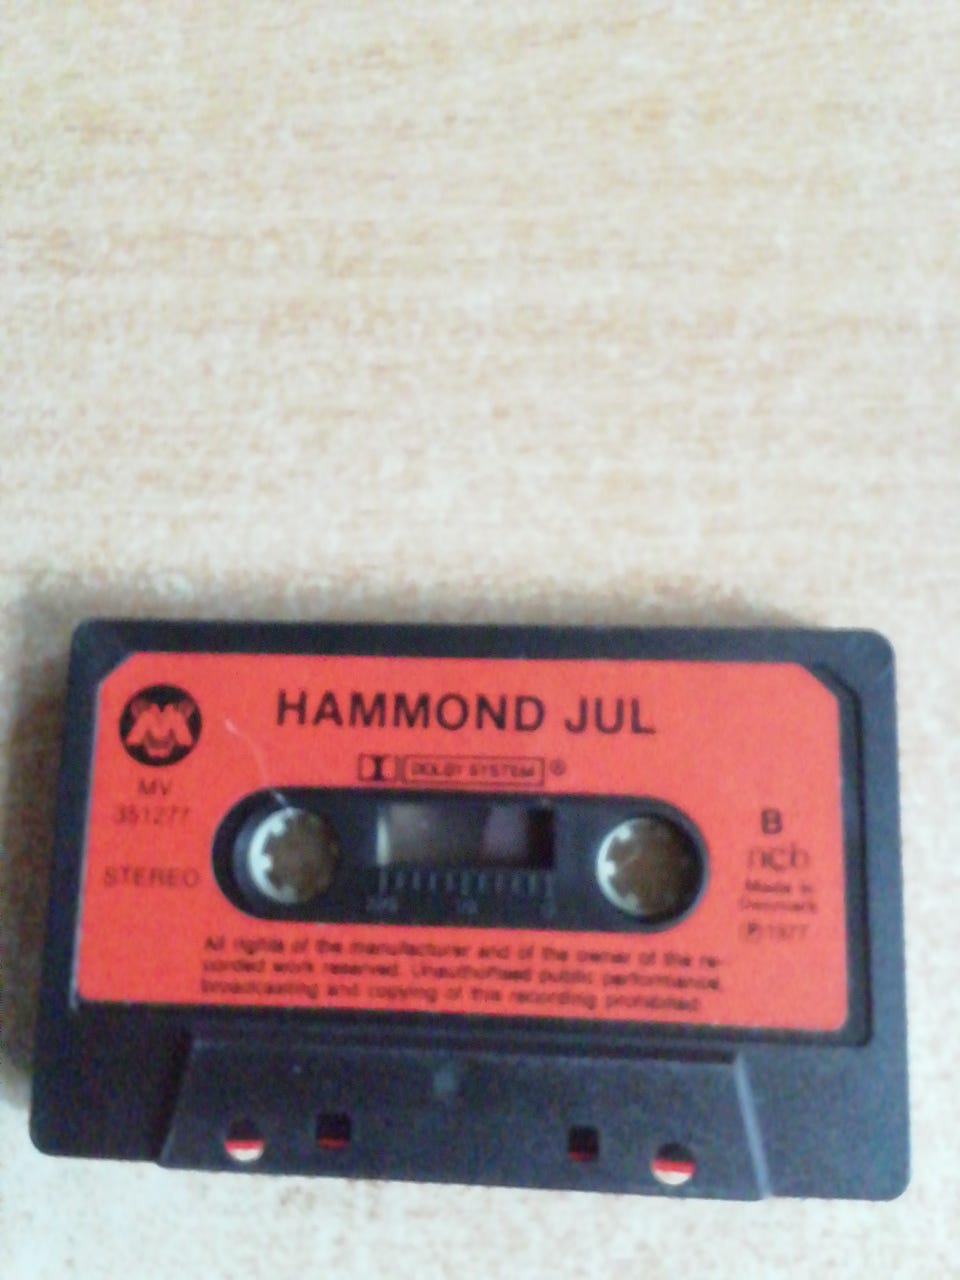 HAMMOND JUL
DOLBY SYSTEM ®
MV
351277
STEREO
B
ncb
Made in
Denmark
Ⓟ 1977
All rights of the manufacturer and of the owner of the re-
corded work reserved. Unauthorised public performance,
broadcasting and copying of this recording prohibited.